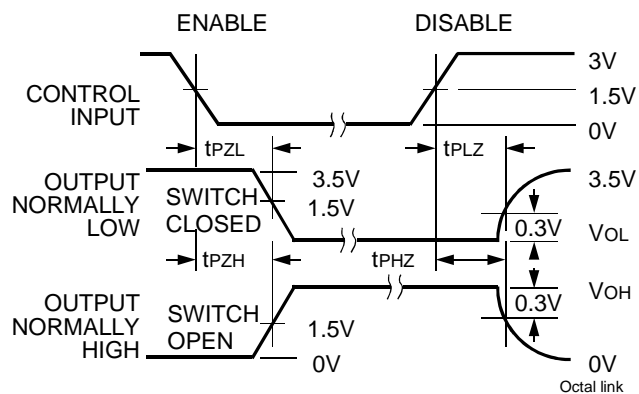 ENABLE DISABLE
CONTROL INPUT
3V
1.5V
0V
tPZL
tPLZ
OUTPUT NORMALLY LOW
SWITCH CLOSED
3.5V
1.5V
3.5V
0.3V
VOL
tPZH
tPHZ
OUTPUT NORMALLY HIGH
SWITCH OPEN
1.5V
0V
0.3V
VOH
0V
Octal link